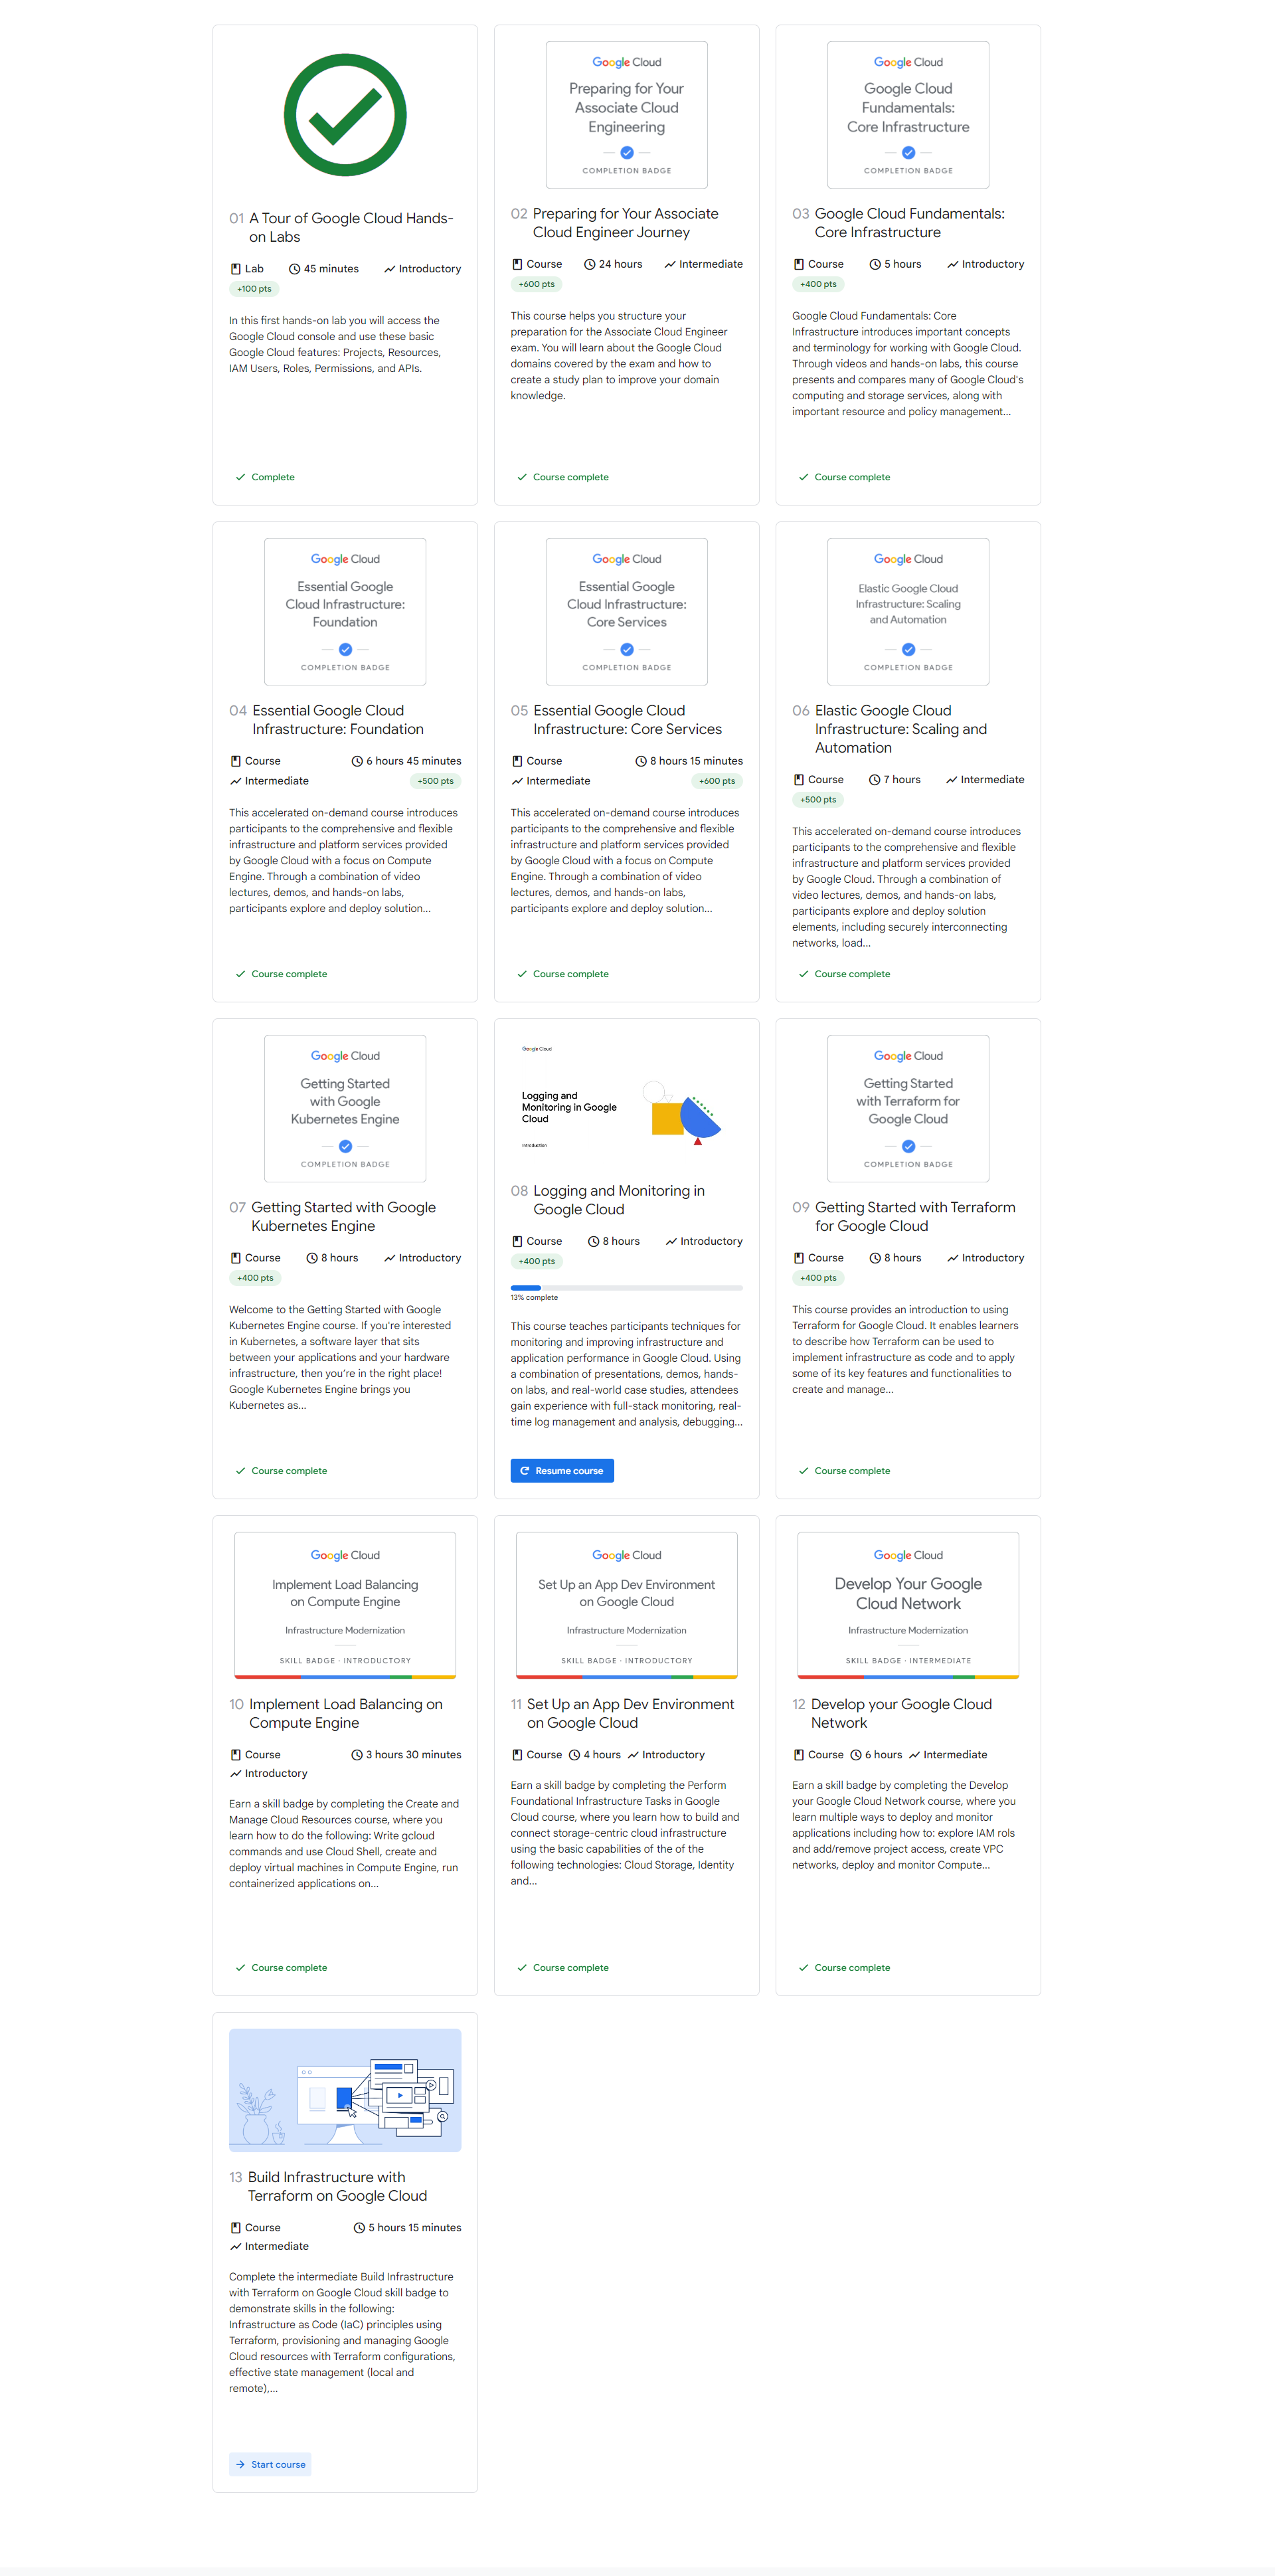 01 A Tour of Google Cloud Hands-
on Labs
Lab 45 minutes Introductory
+100 pts
In this first hands-on lab you will access the
Google Cloud console and use these basic
Google Cloud features: Projects, Resources,
IAM Users, Roles, Permissions, and APIs.
Complete
Google Cloud
Preparing for Your
Associate Cloud
Engineering
COMPLETION BADGE
02 Preparing for Your Associate
Cloud Engineer Journey
Course 24 hours Intermediate
+600 pts
This course helps you structure your
preparation for the Associate Cloud Engineer
exam. You will learn about the Google Cloud
domains covered by the exam and how to
create a study plan to improve your domain
knowledge.
Course complete
Google Cloud
Google Cloud
Fundamentals:
Core Infrastructure
COMPLETION BADGE
03 Google Cloud Fundamentals:
Core Infrastructure
Course 5 hours Introductory
+400 pts
Google Cloud Fundamentals: Core
Infrastructure introduces important concepts
and terminology for working with Google Cloud.
Through videos and hands-on labs, this course
presents and compares many of Google Cloud's
computing and storage services, along with
important resource and policy management...
Course complete
Google Cloud
Essential Google
Cloud Infrastructure:
Foundation
COMPLETION BADGE
04 Essential Google Cloud
Infrastructure: Foundation
Course 6 hours 45 minutes
Intermediate +500 pts
This accelerated on-demand course introduces
participants to the comprehensive and flexible
infrastructure and platform services provided
by Google Cloud with a focus on Compute
Engine. Through a combination of video
lectures, demos, and hands-on labs,
participants explore and deploy solution...
Course complete
Google Cloud
Essential Google
Cloud Infrastructure:
Core Services
COMPLETION BADGE
05 Essential Google Cloud
Infrastructure: Core Services
Course 8 hours 15 minutes
Intermediate +600 pts
This accelerated on-demand course introduces
participants to the comprehensive and flexible
infrastructure and platform services provided
by Google Cloud with a focus on Compute
Engine. Through a combination of video
lectures, demos, and hands-on labs,
participants explore and deploy solution...
Course complete
Google Cloud
Elastic Google Cloud
Infrastructure: Scaling
and Automation
COMPLETION BADGE
06 Elastic Google Cloud
Infrastructure: Scaling and
Automation
Course 7 hours Intermediate
+500 pts
This accelerated on-demand course introduces
participants to the comprehensive and flexible
infrastructure and platform services provided
by Google Cloud. Through a combination of
video lectures, demos, and hands-on labs,
participants explore and deploy solution
elements, including securely interconnecting
networks, load...
Course complete
Google Cloud
Getting Started
with Google
Kubernetes Engine
COMPLETION BADGE
07 Getting Started with Google
Kubernetes Engine
Course 8 hours Introductory
+400 pts
Welcome to the Getting Started with Google
Kubernetes Engine course. If you're interested
in Kubernetes, a software layer that sits
between your applications and your hardware
infrastructure, then you're in the right place!
Google Kubernetes Engine brings you
Kubernetes as...
Course complete
Google Cloud
Logging and
Monitoring in Google
Cloud
Introduction
08 Logging and Monitoring in
Google Cloud
Course 8 hours Introductory
+400 pts
13% complete
This course teaches participants techniques for
monitoring and improving infrastructure and
application performance in Google Cloud. Using
a combination of presentations, demos, hands-
on labs, and real-world case studies, attendees
gain experience with full-stack monitoring, real-
time log management and analysis, debugging...
Resume course
Google Cloud
Getting Started
with Terraform for
Google Cloud
COMPLETION BADGE
09 Getting Started with Terraform
for Google Cloud
Course 8 hours Introductory
+400 pts
This course provides an introduction to using
Terraform for Google Cloud. It enables learners
to describe how Terraform can be used to
implement infrastructure as code and to apply
some of its key features and functionalities to
create and manage...
Course complete
Google Cloud
Implement Load Balancing
on Compute Engine
Infrastructure Modernization
SKILL BADGE · INTRODUCTORY
10 Implement Load Balancing on
Compute Engine
Course 3 hours 30 minutes
Introductory
Earn a skill badge by completing the Create and
Manage Cloud Resources course, where you
learn how to do the following: Write gcloud
commands and use Cloud Shell, create and
deploy virtual machines in Compute Engine, run
containerized applications on...
Course complete
Google Cloud
Set Up an App Dev Environment
on Google Cloud
Infrastructure Modernization
SKILL BADGE · INTRODUCTORY
11 Set Up an App Dev Environment
on Google Cloud
Course 4 hours Introductory
Earn a skill badge by completing the Perform
Foundational Infrastructure Tasks in Google
Cloud course, where you learn how to build and
connect storage-centric cloud infrastructure
using the basic capabilities of the of the
following technologies: Cloud Storage, Identity
and...
Course complete
Google Cloud
Develop Your Google
Cloud Network
Infrastructure Modernization
SKILL BADGE · INTERMEDIATE
12 Develop your Google Cloud
Network
Course 6 hours Intermediate
Earn a skill badge by completing the Develop
your Google Cloud Network course, where you
learn multiple ways to deploy and monitor
applications including how to: explore IAM rols
and add/remove project access, create VPC
networks, deploy and monitor Compute...
Course complete
13 Build Infrastructure with
Terraform on Google Cloud
Course 5 hours 15 minutes
Intermediate
Complete the intermediate Build Infrastructure
with Terraform on Google Cloud skill badge to
demonstrate skills in the following:
Infrastructure as Code (IaC) principles using
Terraform, provisioning and managing Google
Cloud resources with Terraform configurations,
effective state management (local and
remote),...
Start course